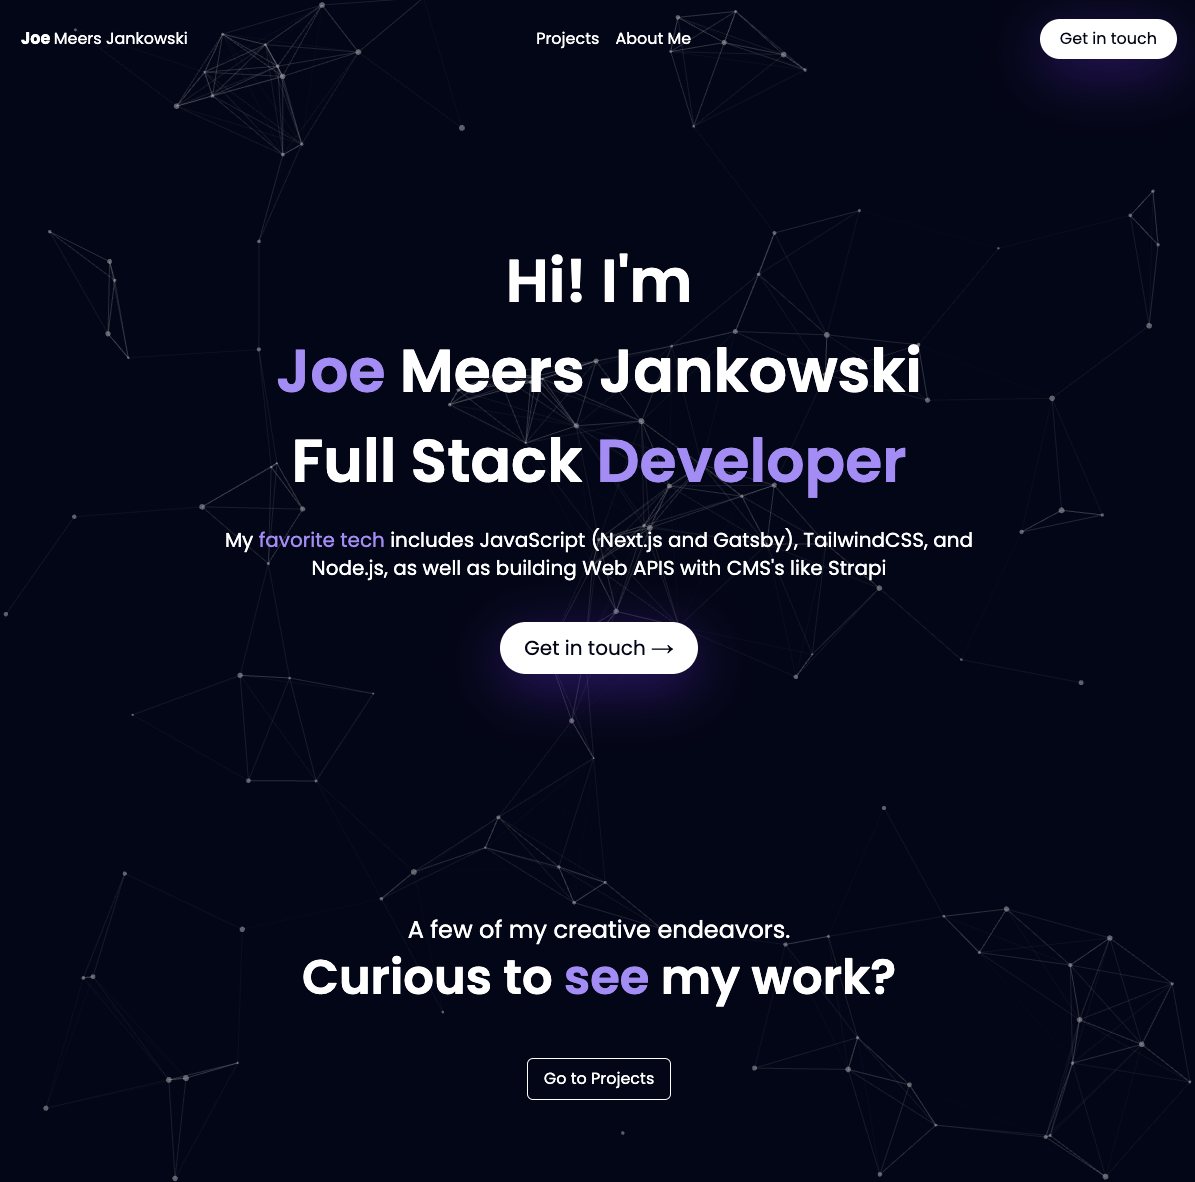 Joe Meers Jankowski
Projects About Me
Get in touch
Hi! I'm
Joe Meers Jankowski
Full Stack Developer
My favorite tech includes JavaScript (Next.js and Gatsby), TailwindCSS, and
Node.js, as well as building Web APIS with CMS's like Strapi
Get in touch →
A few of my creative endeavors.
Curious to see my work?
Go to Projects